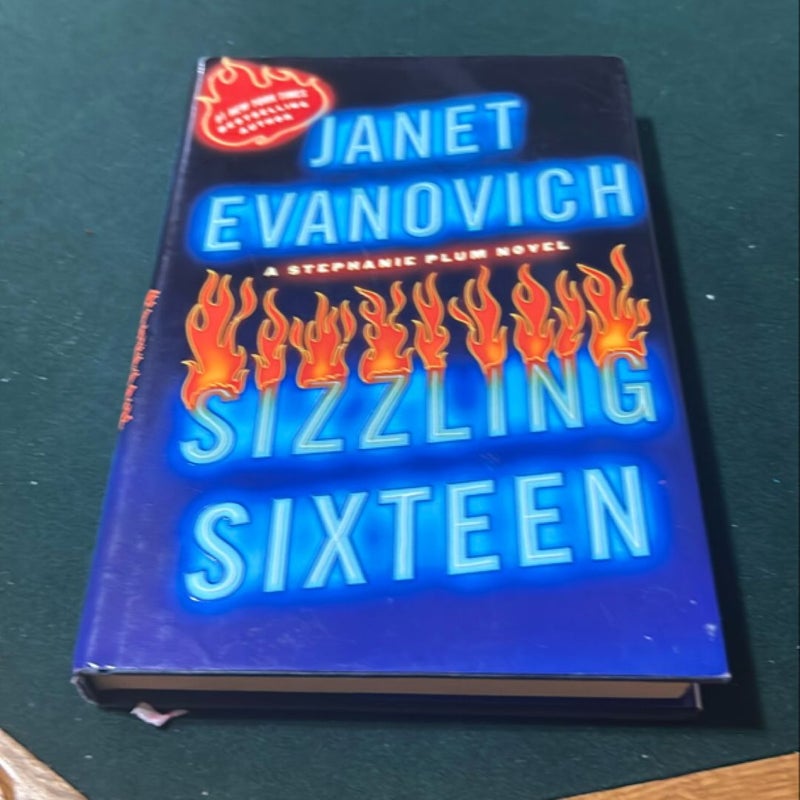 #1 NEW YORK TIMES
BESTSELLING
AUTHOR
JANET
EVANOVICH
A STEPHANIE PLUM NOVEL
SIZZLING
SIXTEEN